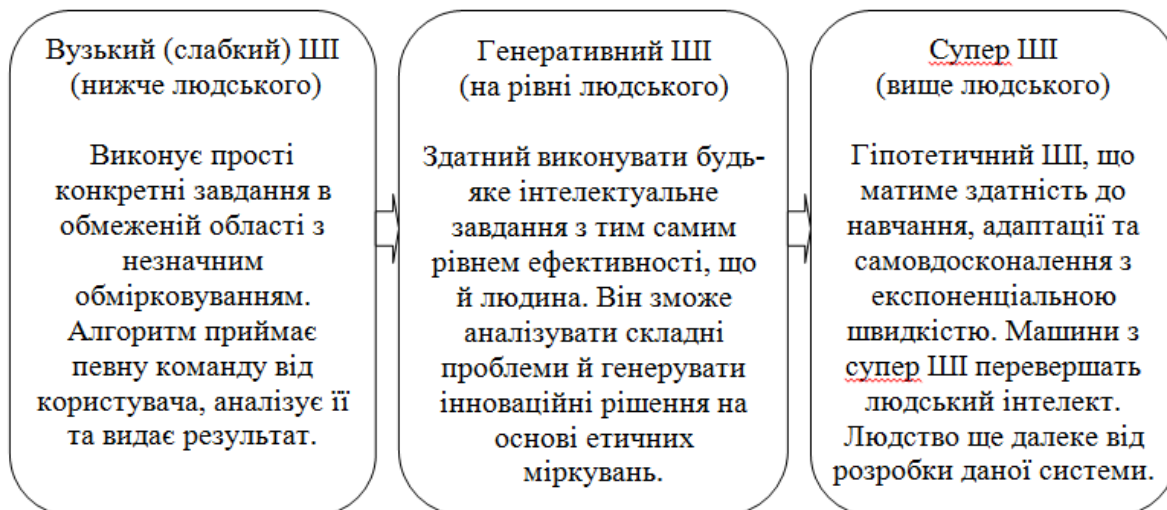 Вузький (слабкий) ШІ
(нижче людського)
Виконує прості
конкретні завдання в
обмеженій області з
незначним
обмірковуванням.
Алгоритм приймає
певну команду від
користувача, аналізує її
та видає результат.
Генеративний ШІ
(на рівні людського)
Здатний виконувати будь-
яке інтелектуальне
завдання з тим самим
рівнем ефективності, що
й людина. Він зможе
аналізувати складні
проблеми й генерувати
інноваційні рішення на
основі етичних
міркувань.
Супер ШІ
(вище людського)
Гіпотетичний ШІ, що
матиме здатність до
навчання, адаптації та
самовдосконалення з
експоненціальною
швидкістю. Машини з
супер ШІ перевершать
людський інтелект.
Людство ще далеке від
розробки даної системи.